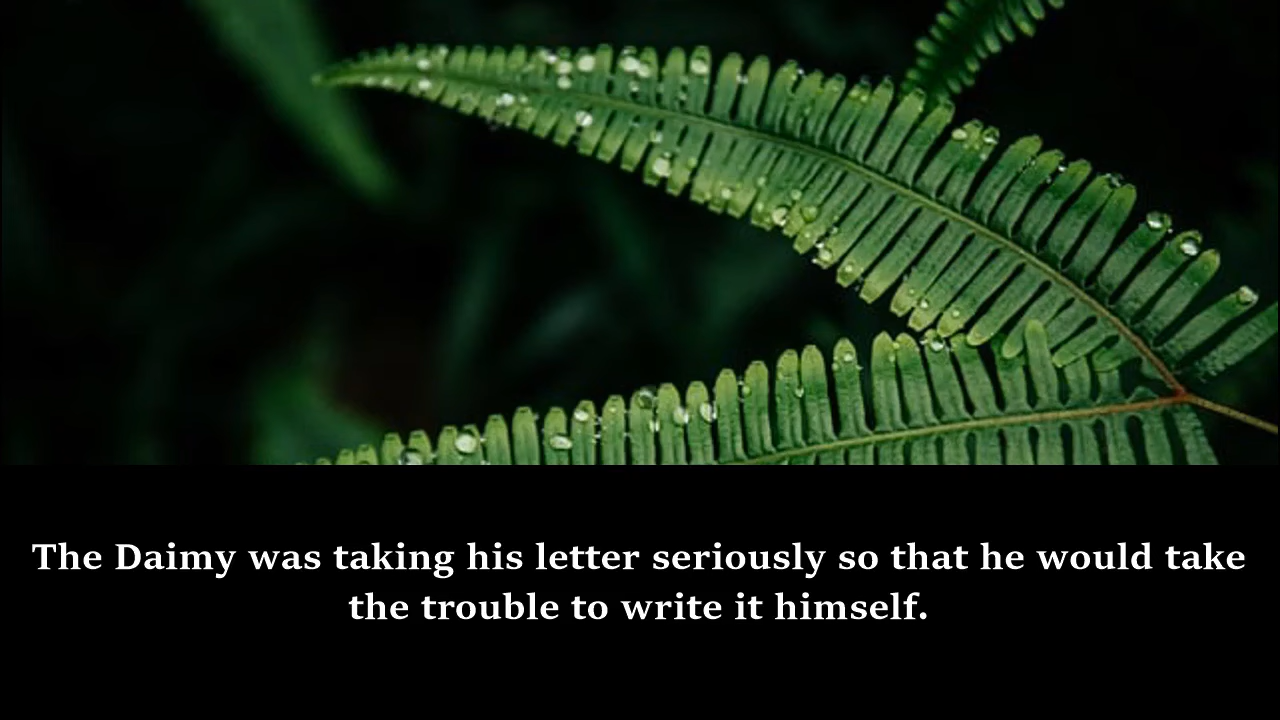 The Daimy was taking his letter seriously so that he would take
the trouble to write it himself.